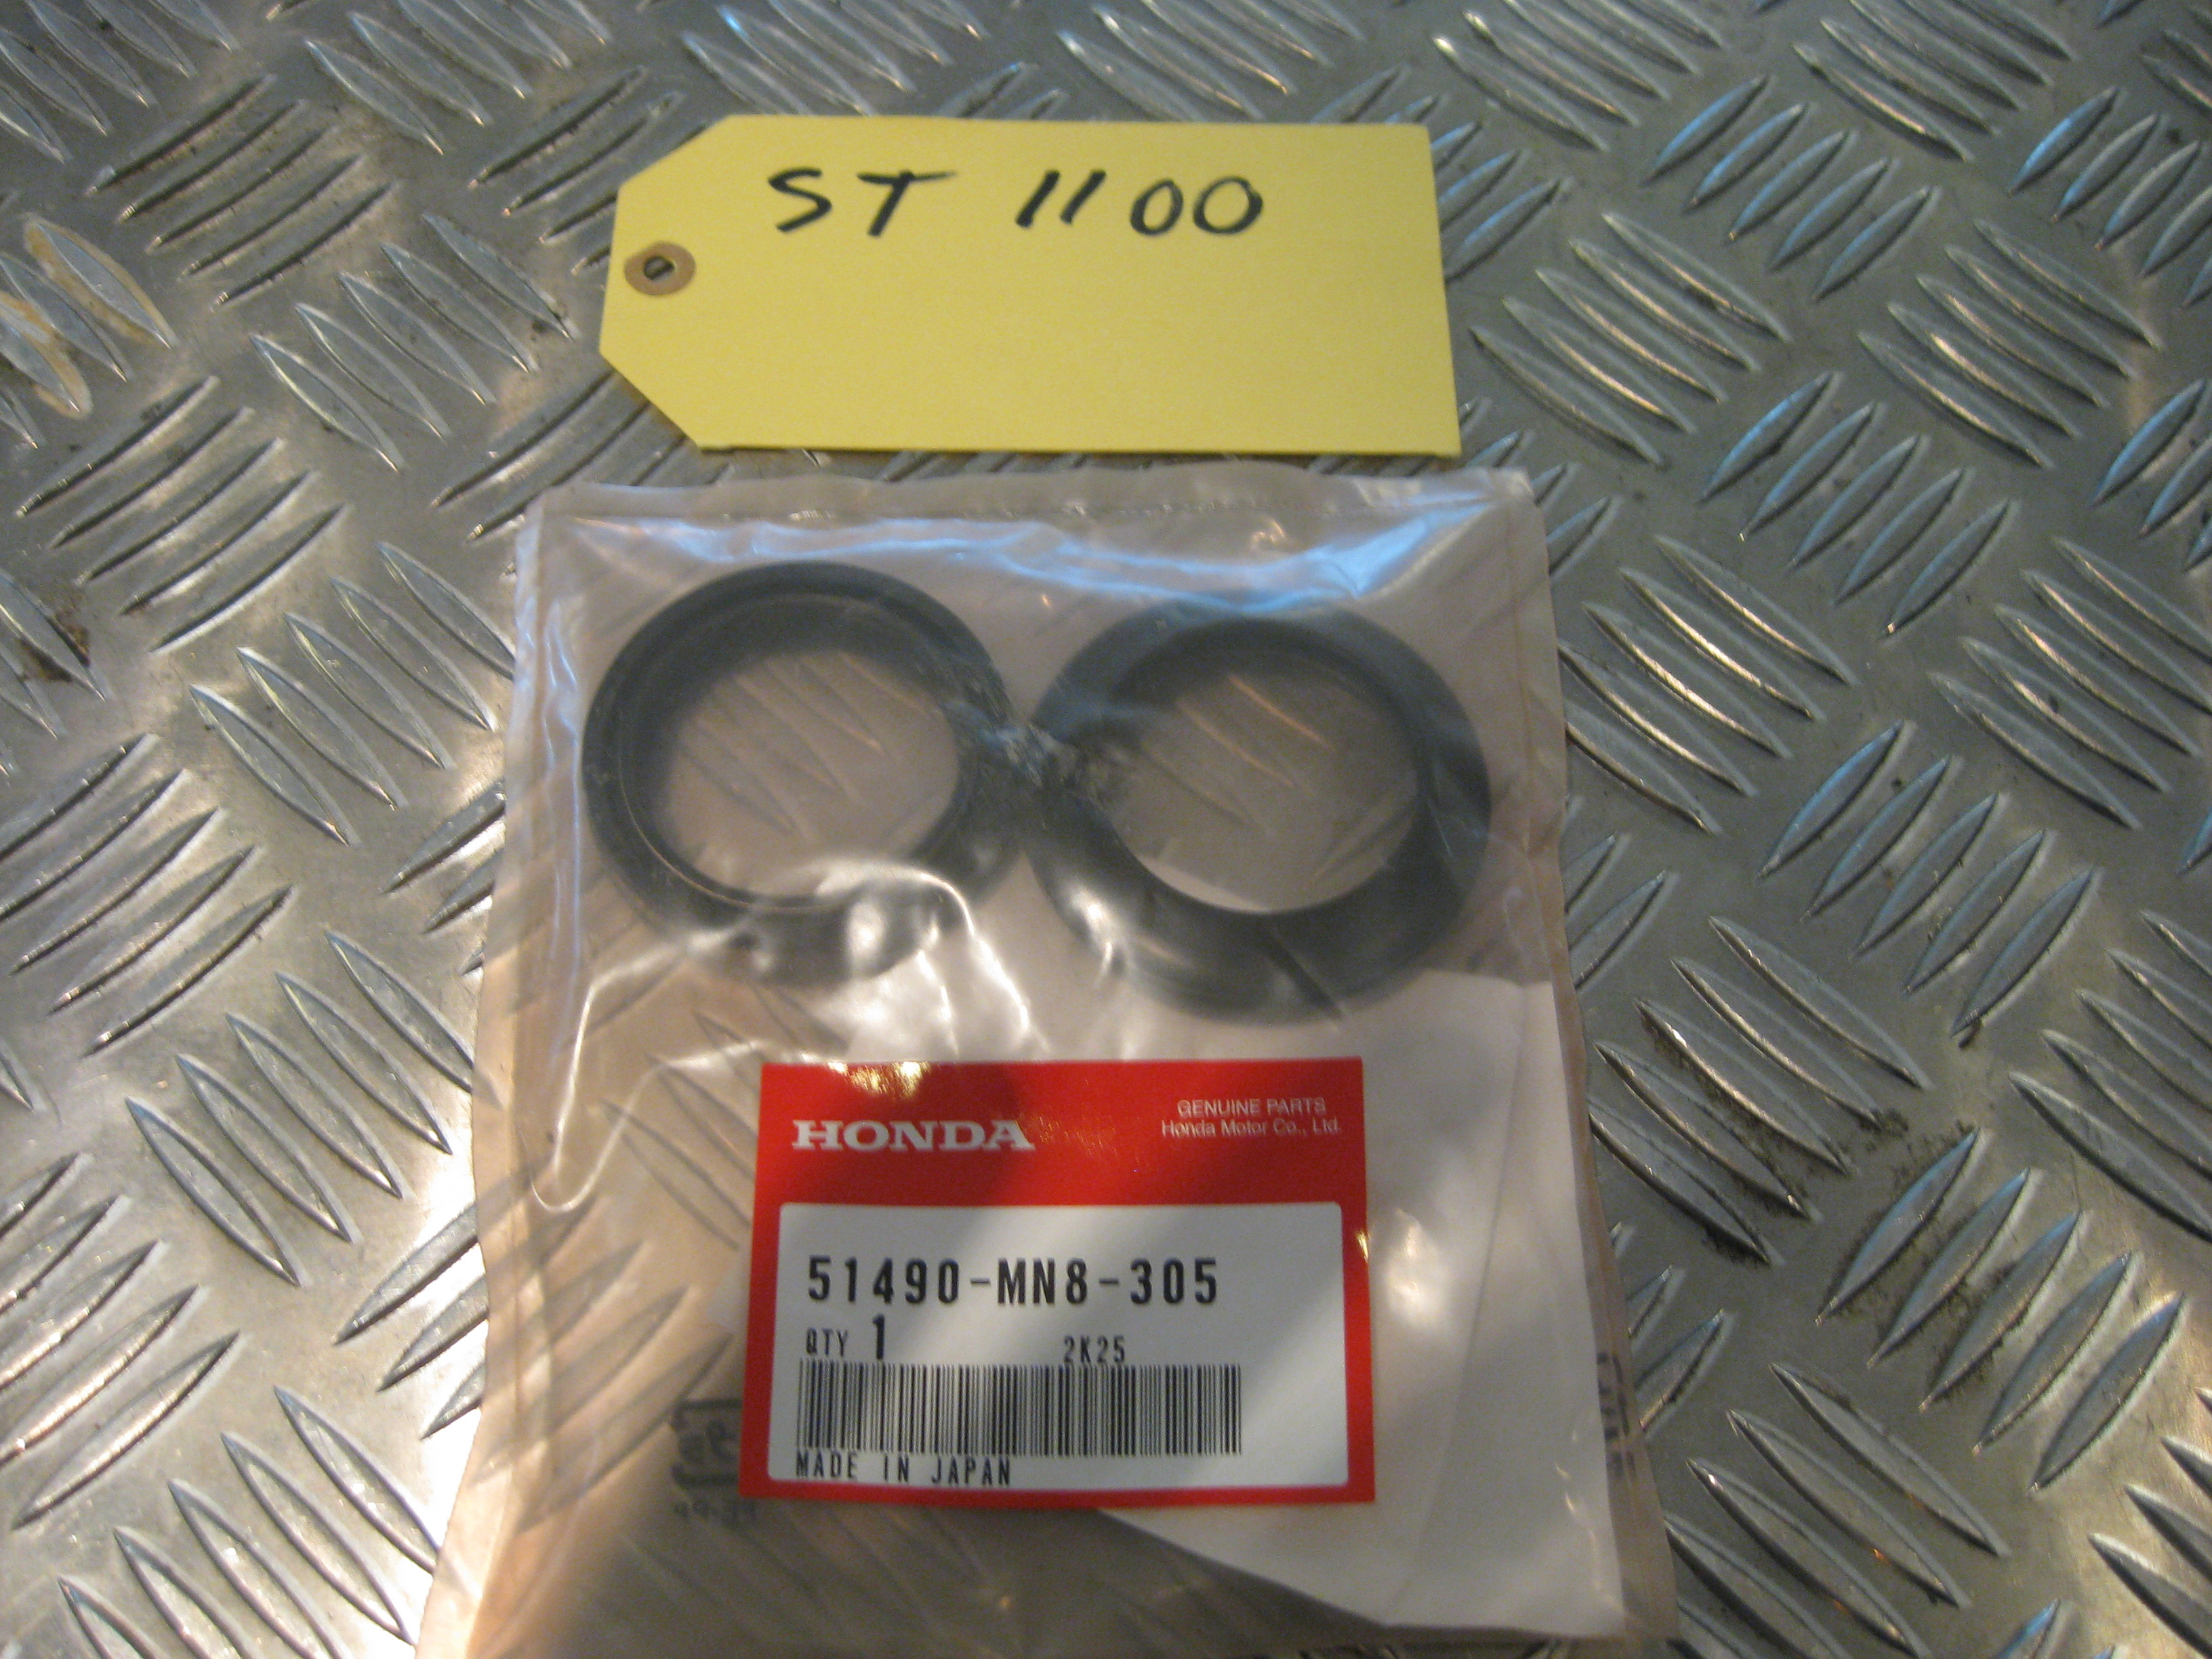 ST 1100
HONDA
GENUINE PARTS
Honda Motor Co., Ltd.
51490-MN8-305
QTY 1 2K25
MADE IN JAPAN